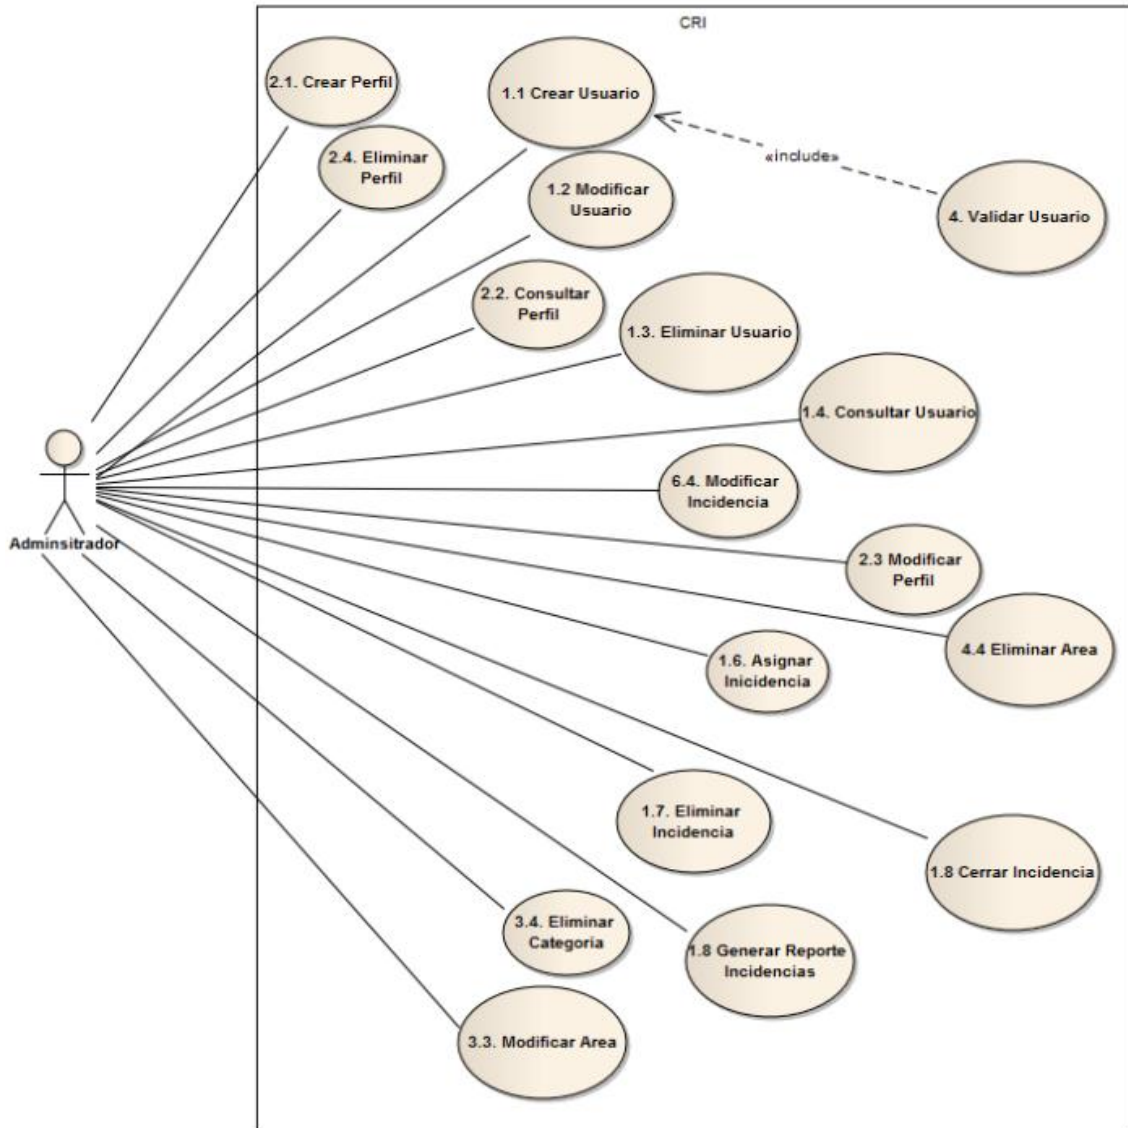 CRI
2.1. Crear Perfil
1.1 Crear Usuario
2.4. Eliminar
Perfil
«include»
1.2 Modificar
Usuario
4. Validar Usuario
2.2. Consultar
Perfil
1.3. Eliminar Usuario
1.4. Consultar Usuario
6.4. Modificar
Incidencia
Adminsitrador
2.3 Modificar
Perfil
4.4 Eliminar Area
1.6. Asignar
Inicidencia
1.7. Eliminar
Incidencia
1.8 Cerrar Incidencia
3.4. Eliminar
Categoria
1.8 Generar Reporte
Incidencias
3.3. Modificar Area